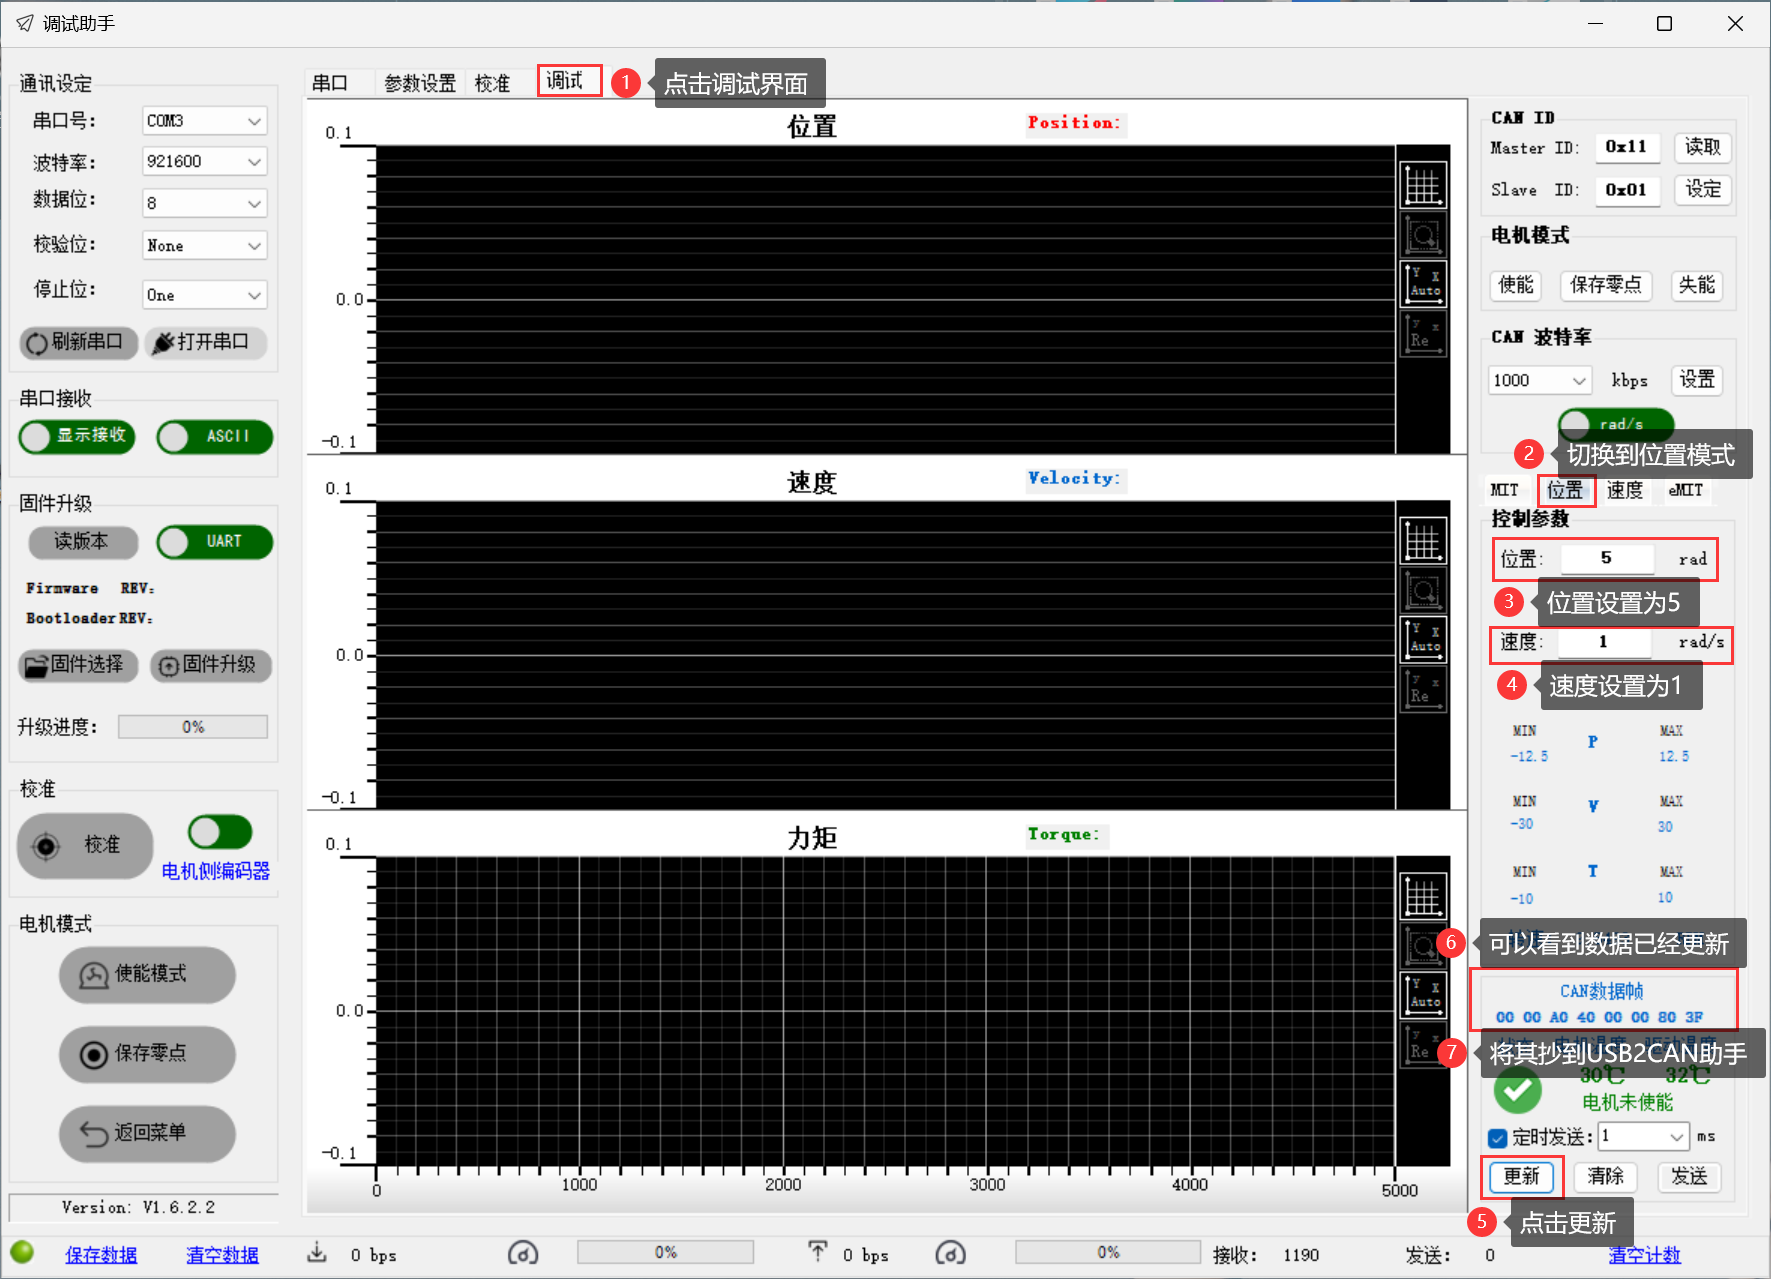 调试助手
通讯设定
串口号：
COM3
波特率：
921600
数据位：
8
校验位：
None
停止位：
One
刷新串口
打开串口
串口接收
显示接收
ASCII
固件升级
读版本
UART
Firmware REV:
Bootloader REV:
固件选择
固件升级
升级进度：
0%
校准
校准
电机侧编码器
电机模式
使能模式
保存零点
返回菜单
Version: V1.6.2.2
串口
参数设置
校准
调试
1
点击调试界面
位置
Position:
0.1
0.0
-0.1
Y X
Auto
Y X
Re
速度
Velocity:
0.1
0.0
-0.1
Y X
Auto
Y X
Re
力矩
Torque:
0.1
0.0
-0.1
Y X
Auto
Y X
Re
0
1000
2000
3000
4000
5000
CAN ID
Master ID:
0x11
读取
Slave ID:
0x01
设定
电机模式
使能
保存零点
失能
CAN 波特率
1000
kbps
设置
rad/s
2
切换到位置模式
MIT
位置
速度
eMIT
控制参数
位置:
5
rad
3
位置设置为5
速度:
1
rad/s
4
速度设置为1
MIN
P
MAX
-12.5
12.5
MIN
V
MAX
-30
30
MIN
T
MAX
-10
10
6
可以看到数据已经更新
CAN数据帧
00 00 A0 40 00 00 80 3F
7
将其抄到USB2CAN助手
30℃
32℃
电机未使能
定时发送:
1
ms
更新
清除
发送
5
点击更新
保存数据
清空数据
0 bps
0%
0 bps
0%
接收：
1190
发送：
0
清空计数